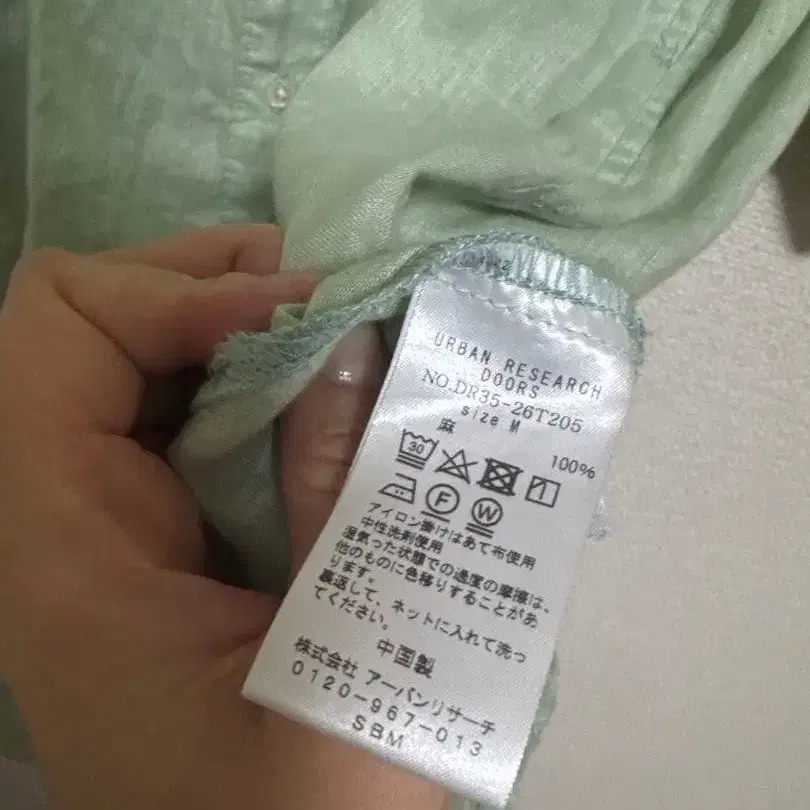 URBAN RESEARCH
DOORS
NO.DR35-26T205
size M
麻 100%
30
F W
アイロン掛けはあて布使用
中性洗剤使用
湿気った状態での過度の摩擦は、
他のものに色移りすることがあ
ります。
裏返して、ネットに入れて洗っ
てください。
中国製
株式会社 アーバンリサーチ
0120-967-013
SBM